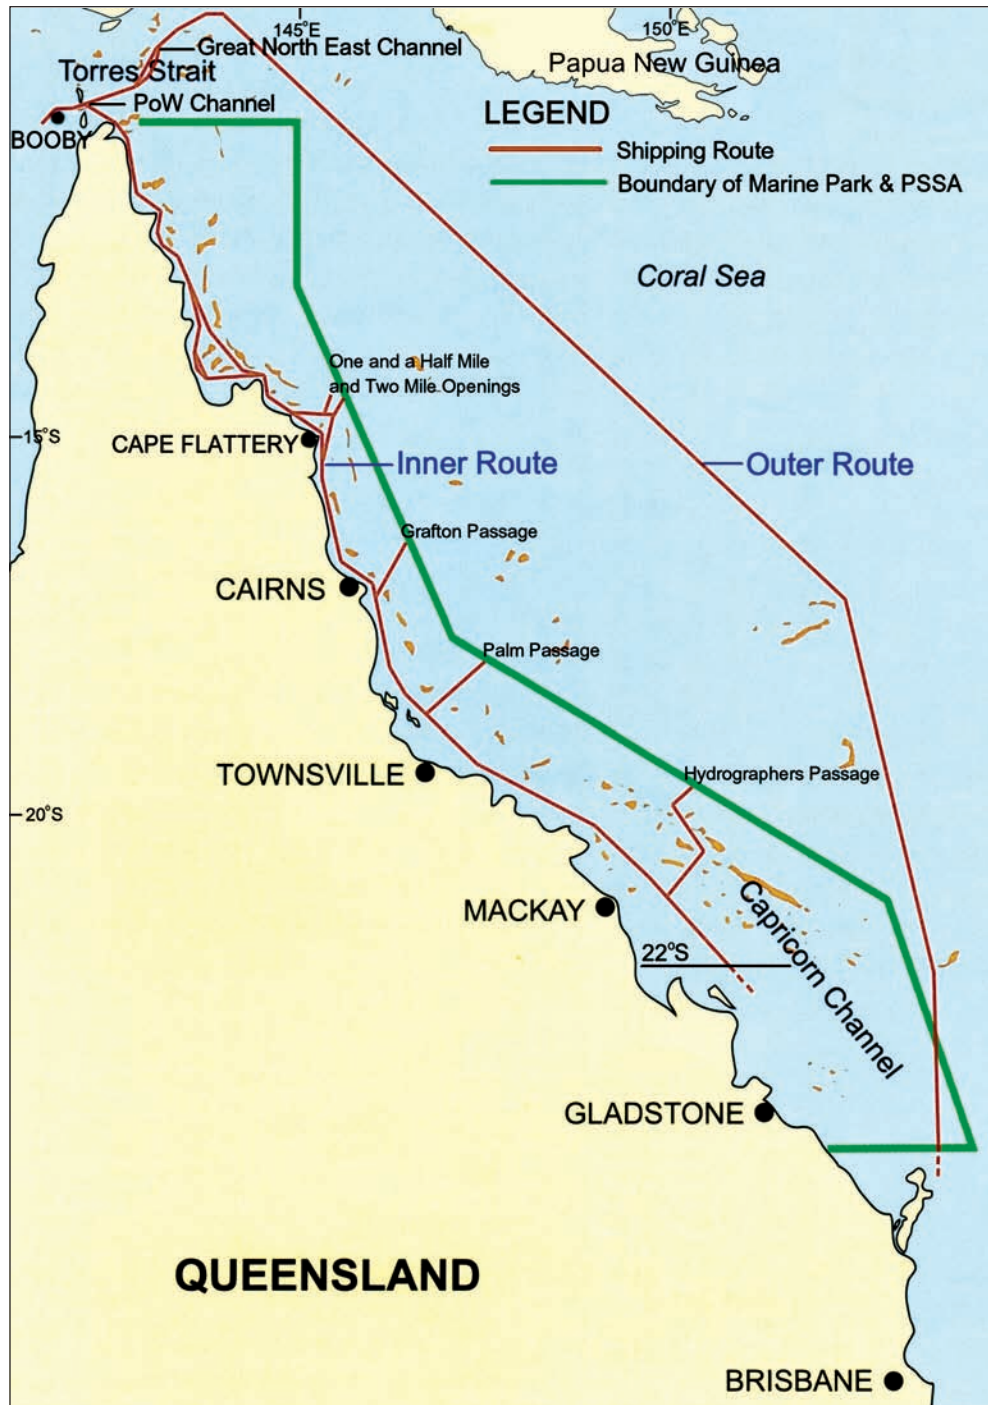 145°E
150°E
Great North East Channel
Torres Strait
Papua New Guinea
PoW Channel
BOOBY
LEGEND
Shipping Route
Boundary of Marine Park & PSSA
Coral Sea
One and a Half Mile
and Two Mile Openings
15°S
CAPE FLATTERY
Inner Route
Outer Route
Grafton Passage
CAIRNS
Palm Passage
TOWNSVILLE
Hydrographers Passage
20°S
MACKAY
Capricorn Channel
22°S
GLADSTONE
QUEENSLAND
BRISBANE